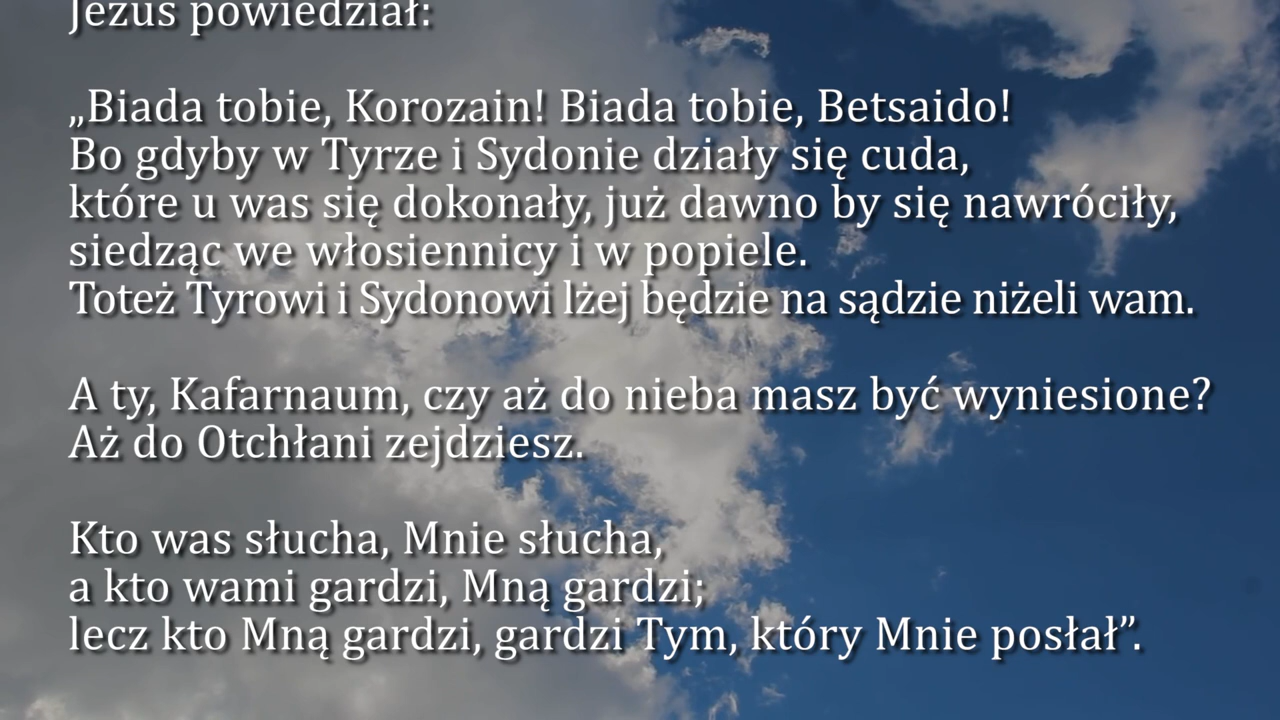 Jezus powiedział:
„Biada tobie, Korozain! Biada tobie, Betsaido!
Bo gdyby w Tyrze i Sydonie działy się cuda,
które u was się dokonały, już dawno by się nawróciły,
siedząc we włosiennicy i w popiele.
Toteż Tyrowi i Sydonowi lżej będzie na sądzie niżeli wam.
A ty, Kafarnaum, czy aż do nieba masz być wyniesione?
Aż do Otchłani zejdziesz.
Kto was słucha, Mnie słucha,
a kto wami gardzi, Mną gardzi;
lecz kto Mną gardzi, gardzi Tym, który Mnie posłał”.